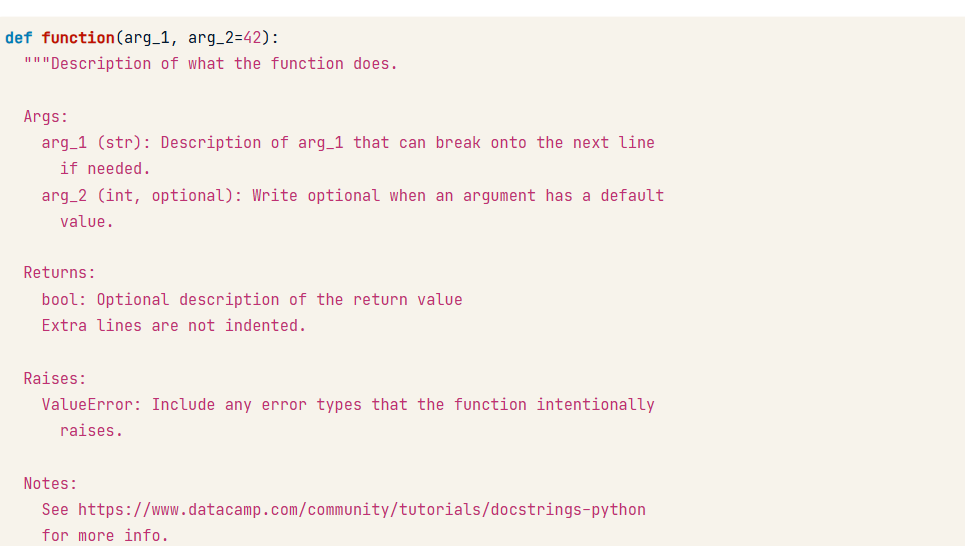 def function(arg_1, arg_2=42):
"""Description of what the function does.
Args:
arg_1 (str): Description of arg_1 that can break onto the next line
if needed.
arg_2 (int, optional): Write optional when an argument has a default
value.
Returns:
bool: Optional description of the return value
Extra lines are not indented.
Raises:
ValueError: Include any error types that the function intentionally
raises.
Notes:
See https://www.datacamp.com/community/tutorials/docstrings-python
for more info.